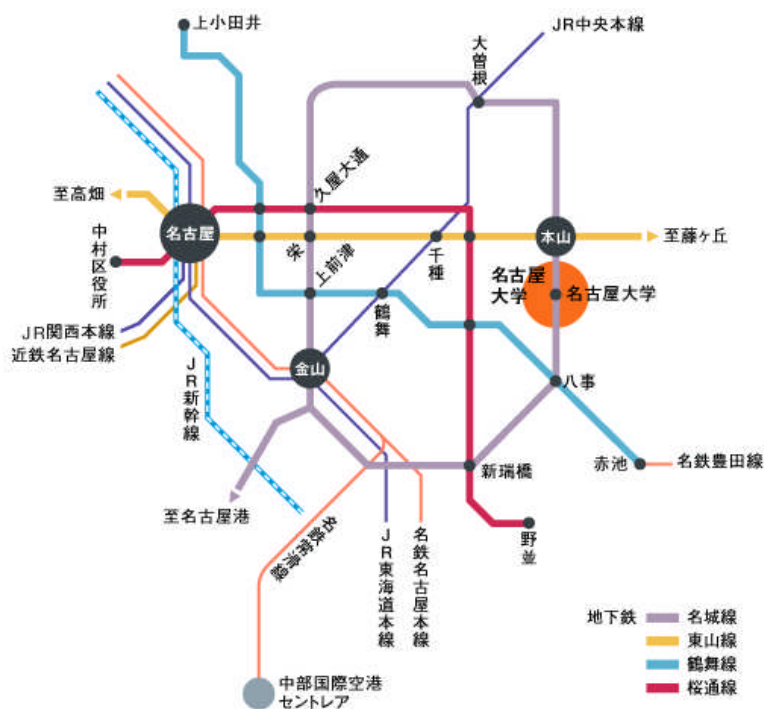 上小田井
JR中央本線
大曽根
久屋大通
至高畑
名古屋
中村区役所
栄
上前津
千種
本山
至藤ヶ丘
名古屋
大学
名古屋大学
鶴舞
JR関西本線
近鉄名古屋線
JR新幹線
金山
八事
赤池
名鉄豊田線
新瑞橋
至名古屋港
野並
名鉄常滑線
JR東海道本線
名鉄名古屋本線
地下鉄
名城線
東山線
鶴舞線
桜通線
中部国際空港
セントレア